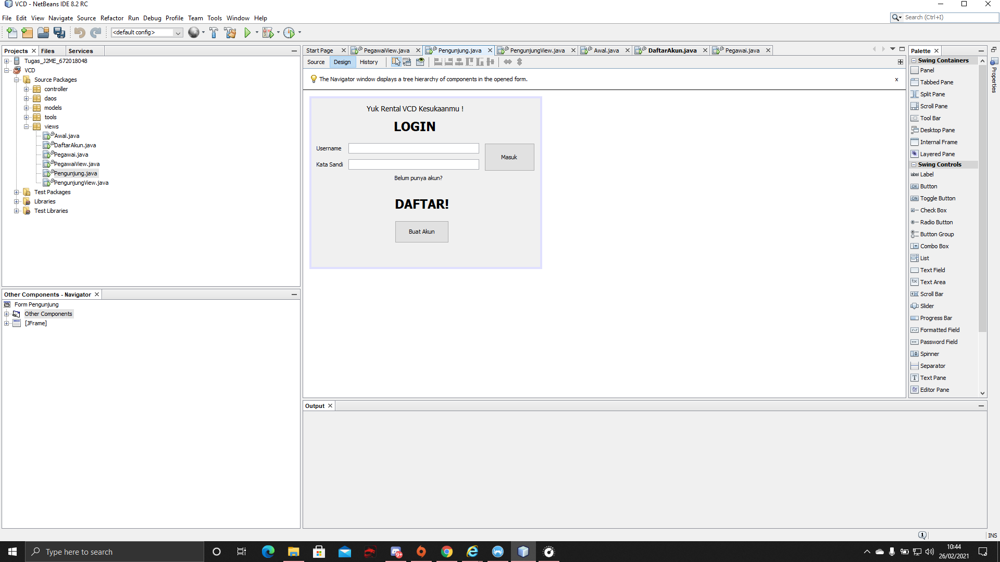 VCD - NetBeans IDE 8.2 RC
File Edit View Navigate Source Refactor Run Debug Profile Team Tools Window Help
Search (Ctrl+I)
<default config>
Projects Files Services
Tugas_J2ME_672018048
VCD
Source Packages
controller
daos
models
tools
views
Awal.java
DaftarAkun.java
Pegawai.java
PegawaiView.java
Pengunjung.java
PengunjungView.java
Test Packages
Libraries
Test Libraries
Other Components - Navigator
Form Pengunjung
Other Components
[JFrame]
Start Page PegawaiView.java Pengunjung.java PengunjungView.java Awal.java DaftarAkun.java Pegawai.java
Source Design History
The Navigator window displays a tree hierarchy of components in the opened form. x
Yuk Rental VCD Kesukaanmu !
LOGIN
Username
Kata Sandi
Masuk
Belum punya akun?
DAFTAR!
Buat Akun
Output
Palette
Swing Containers
Panel
Tabbed Pane
Split Pane
Scroll Pane
Tool Bar
Desktop Pane
Internal Frame
Layered Pane
Swing Controls
label Label
OK Button
ON Toggle Button
Check Box
Radio Button
Button Group
Combo Box
List
Text Field
Text Area
Scroll Bar
Slider
Progress Bar
Formatted Field
Password Field
Spinner
Separator
Text Pane
Editor Pane
Properties
1
INS
Type here to search
9+
10:44
26/02/2021